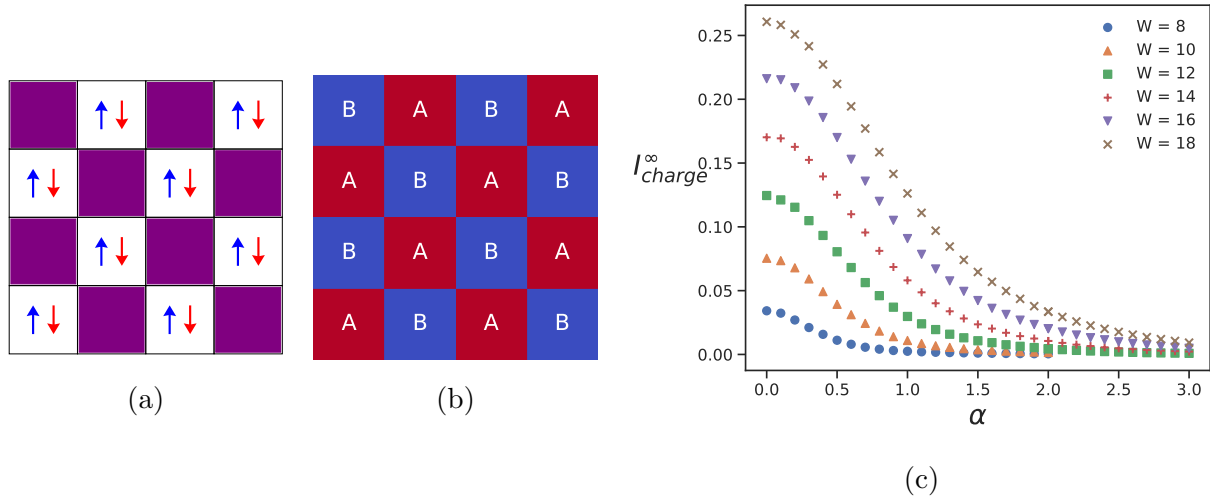 B A B A
A B A B
B A B A
A B A B
(a)
(b)
0.25
0.20
0.15
0.10
0.05
0.00
I^∞_charge
W = 8
W = 10
W = 12
W = 14
W = 16
W = 18
0.0 0.5 1.0 1.5 2.0 2.5 3.0
α
(c)